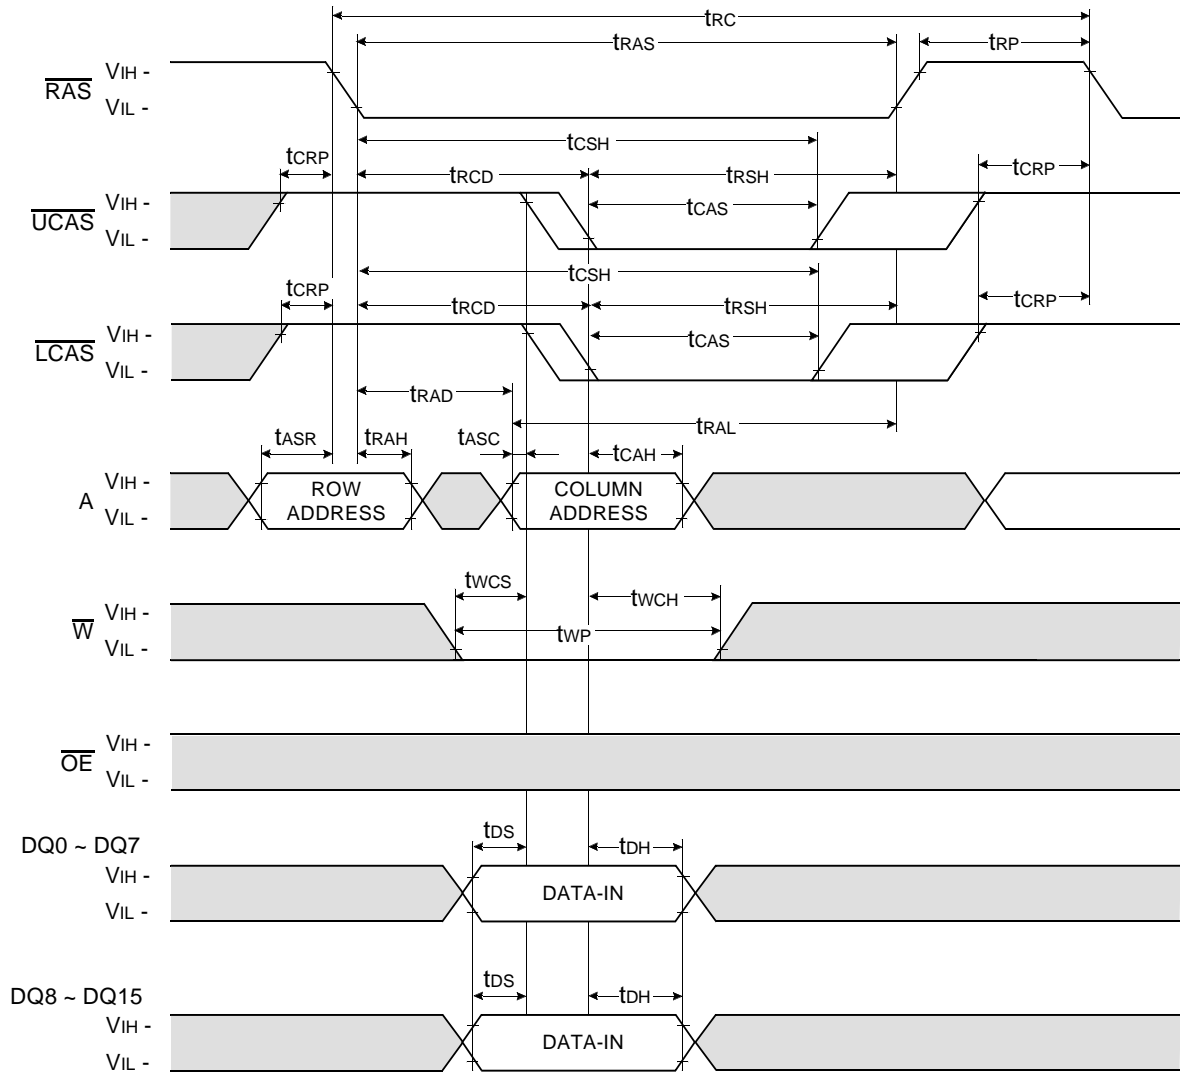 tRC
tRAS tRP
RAS VIH -
VIL -
tCSH
tCRP tRCD tRSH tCRP
UCAS VIH -
tCAS
VIL -
tCSH
tCRP tRCD tRSH tCRP
LCAS VIH -
tCAS
VIL -
tRAD
tRAL
tASR tRAH tASC tCAH
A VIH -
VIL -
ROW
ADDRESS
COLUMN
ADDRESS
tWCS tWCH
W VIH -
tWP
VIL -
OE VIH -
VIL -
DQ0 ~ DQ7 tDS tDH
VIH -
DATA-IN
VIL -
DQ8 ~ DQ15 tDS tDH
VIH -
DATA-IN
VIL -